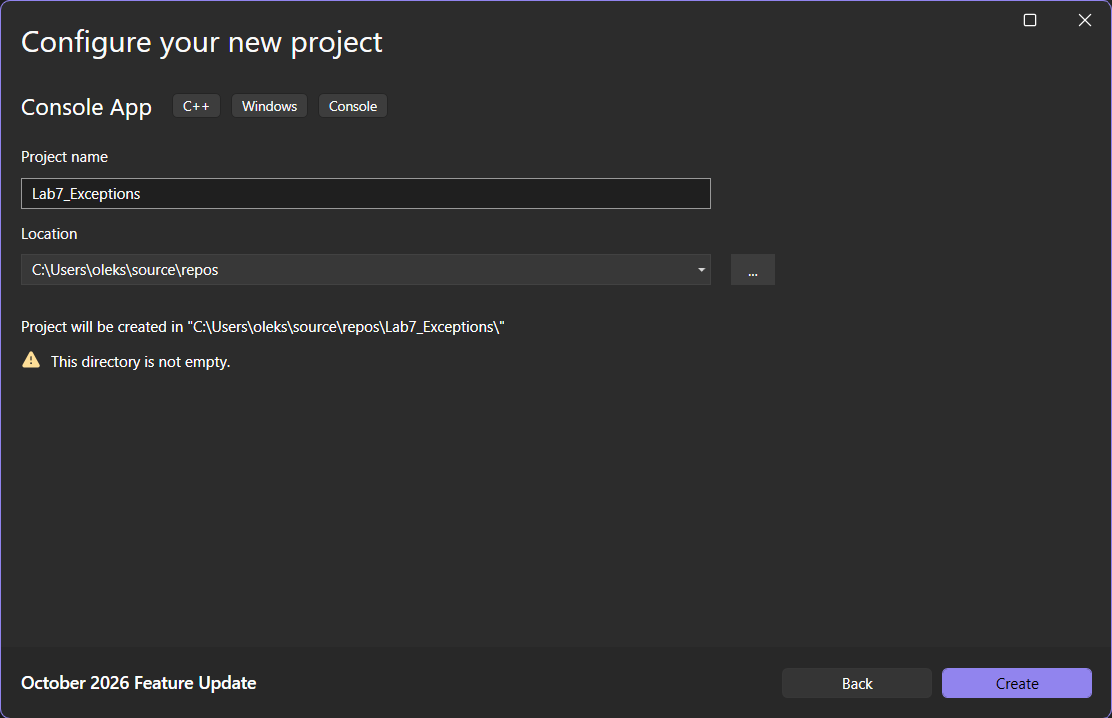 Configure your new project
Console App C++ Windows Console
Project name
Lab7_Exceptions
Location
C:\Users\oleks\source\repos
...
Project will be created in "C:\Users\oleks\source\repos\Lab7_Exceptions\"
This directory is not empty.
October 2026 Feature Update
Back Create